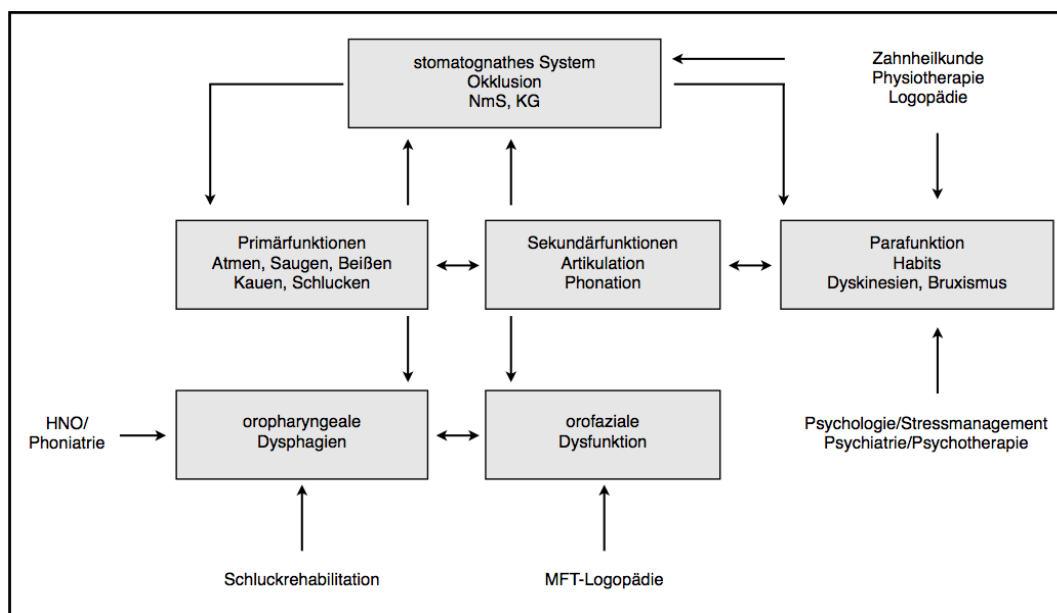 stomatognathes System
Okklusion
NmS, KG
Zahnheilkunde
Physiotherapie
Logopädie
Primärfunktionen
Atmen, Saugen, Beißen
Kauen, Schlucken
Sekundärfunktionen
Artikulation
Phonation
Parafunktion
Habits
Dyskinesien, Bruxismus
HNO/
Phoniatrie
oropharyngeale
Dysphagien
orofaziale
Dysfunktion
Psychologie/Stressmanagement
Psychiatrie/Psychotherapie
Schluckrehabilitation
MFT-Logopädie